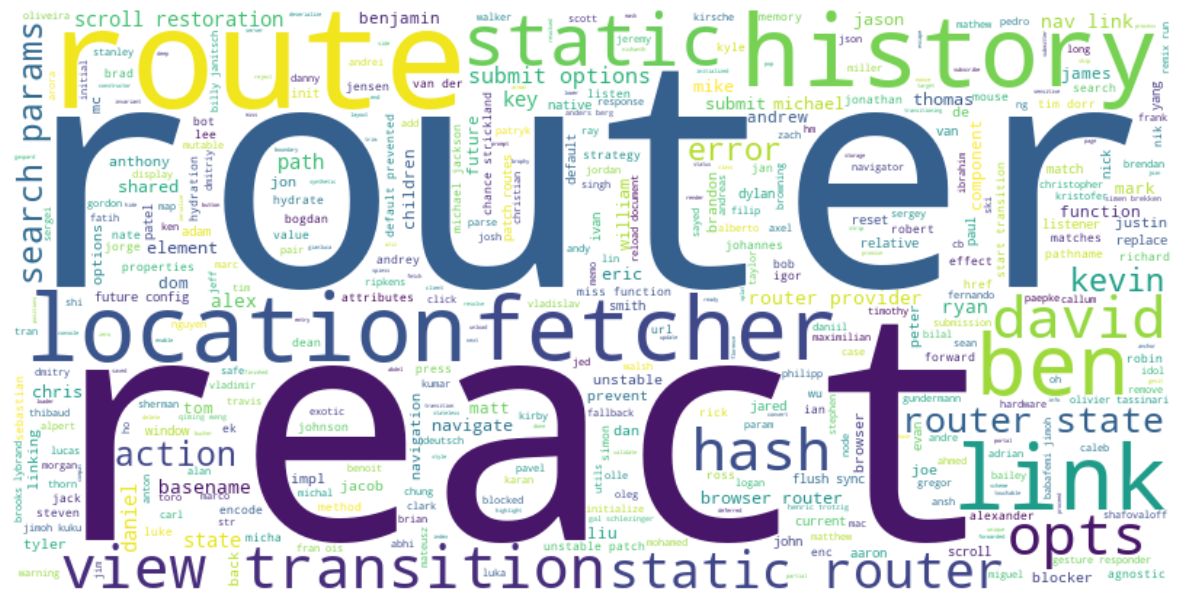 router
react
route
static
history
location
fetcher
view transition
static router
router state
link
hash
opts
david
ben
kevin
search params
scroll restoration
submit options
nav link
error
action
path
key
benjamin
jason
james
thomas
andrew
michael
mike
submit
william
brandon
router provider
browser router
ryan
eric
alex
chris
tom
matt
navigate
navigation
basename
daniel
state
tyler
element
children
shared
anthony
dom
future
function
component
mark
justin
replace
listener
richard
pathname
matches
match
start transition
default prevented
michael jackson
chance strickland
patch routes
reload document
miss function
future config
attributes
properties
options
hydration
hydrate
bogdan
jon
value
strategy
default
native
listen
response
memory
walker
jeremy
kyle
scott
kirsche
json
miller
jonathan
tim dorr
search
mouse
long
pedro
mathew
remix run
yang
frank
nik
nick
brendan
christopher
kristofer
navigator
ibrahim
paul
sergey
robert
reset
relative
effect
igor
bob
johannes
dylan
filip
axel
alberto
jordan
ivan
singh
andy
josh
parse
christian
patryk
oliveira
stanley
brad
danny
andrei
jensen
van der
init
initial
mc
bot
lee
mutable
display
dmitriy
gordon
map
fatih
patel
ken
adam
nate
jorge
pair
andrey
marc
jeff
tim
ripkens
click
shi
tran
nguyen
dean
vladislav
smith
url
lin
taylor
timothy
maximilian
daniil
case
peter
submission
bilal
sean
forward
fernando
href
paepke
callum
robin
idol
remove
olivier tassinari
gundermann
hardware
unstable
prevent
fallback
walsh
jed
philipp
wu
ian
stephen
jared
param
rick
dan
simon
kirby
press
kumar
deutsch
safe
vladimir
travis
exotic
johnson
sherman
ek
window
sebastian
thibaud
alpert
lucas
linking
morgan
thorn
brooks lybrand
jack
steven
jimoh kuku
anton
toro
marco
alan
qiming weng
carl
encode
str
luke
back
micha
fran ois
impl
michal
method
benoit
jacob
abhi
brian
clark
chung
mateusz
luka
pavel
karan
blocked
oleg
olle
utils
initialize
gal schlezinger
liu
unstable patch
mohamed
ross
logan
flush sync
henric trotzig
current
matthew
john
mac
enc
aaron
node
browser
evan
andre
ahmed
adrian
joe
gregor
ansh
bailey
caleb
babafemi
jimoh
shafovaloff
alexander
scroll
miguel
blocker
agnostic
gesture responder
warning
jim
dmitry
billy janitsch